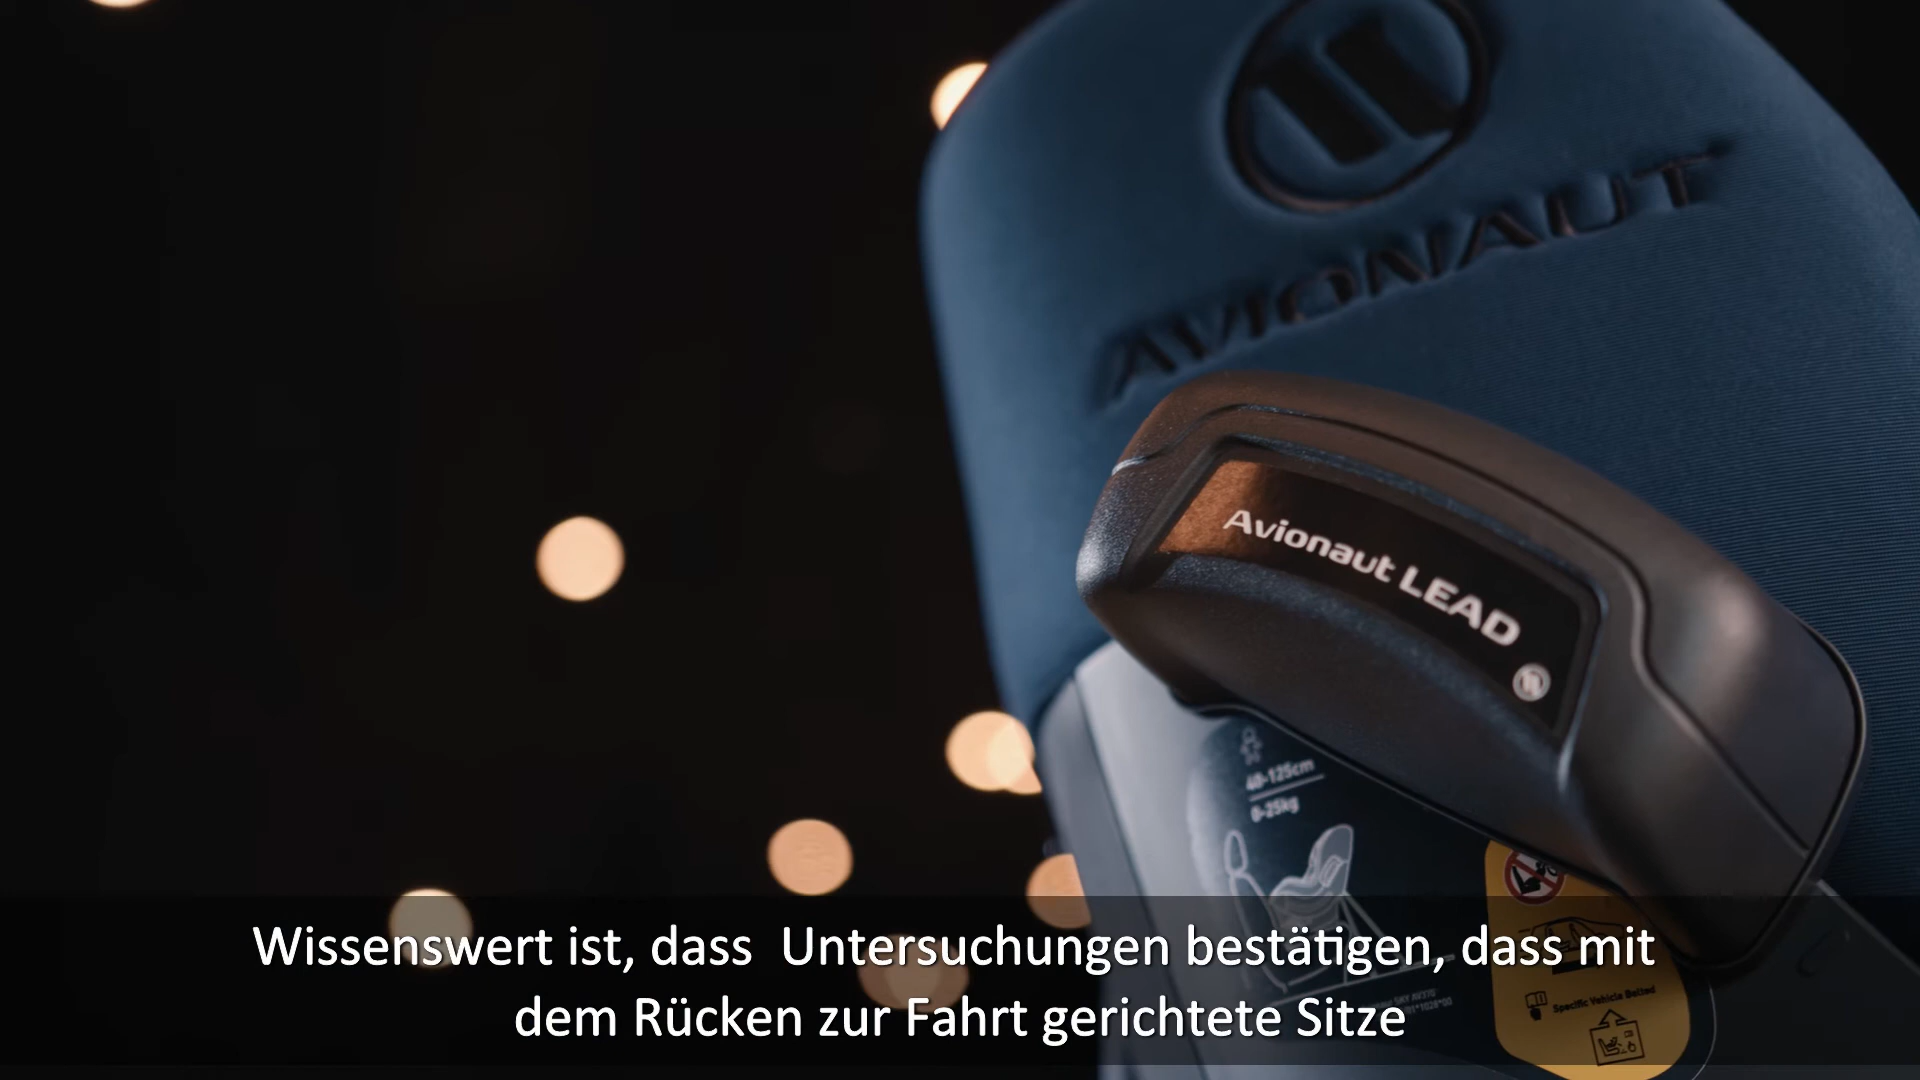 AVIONAUT
Avionaut LEAD
40-125cm
0-25kg
Specific Vehicle Belted
Wissenswert ist, dass  Untersuchungen bestätigen, dass mit
dem Rücken zur Fahrt gerichtete Sitze